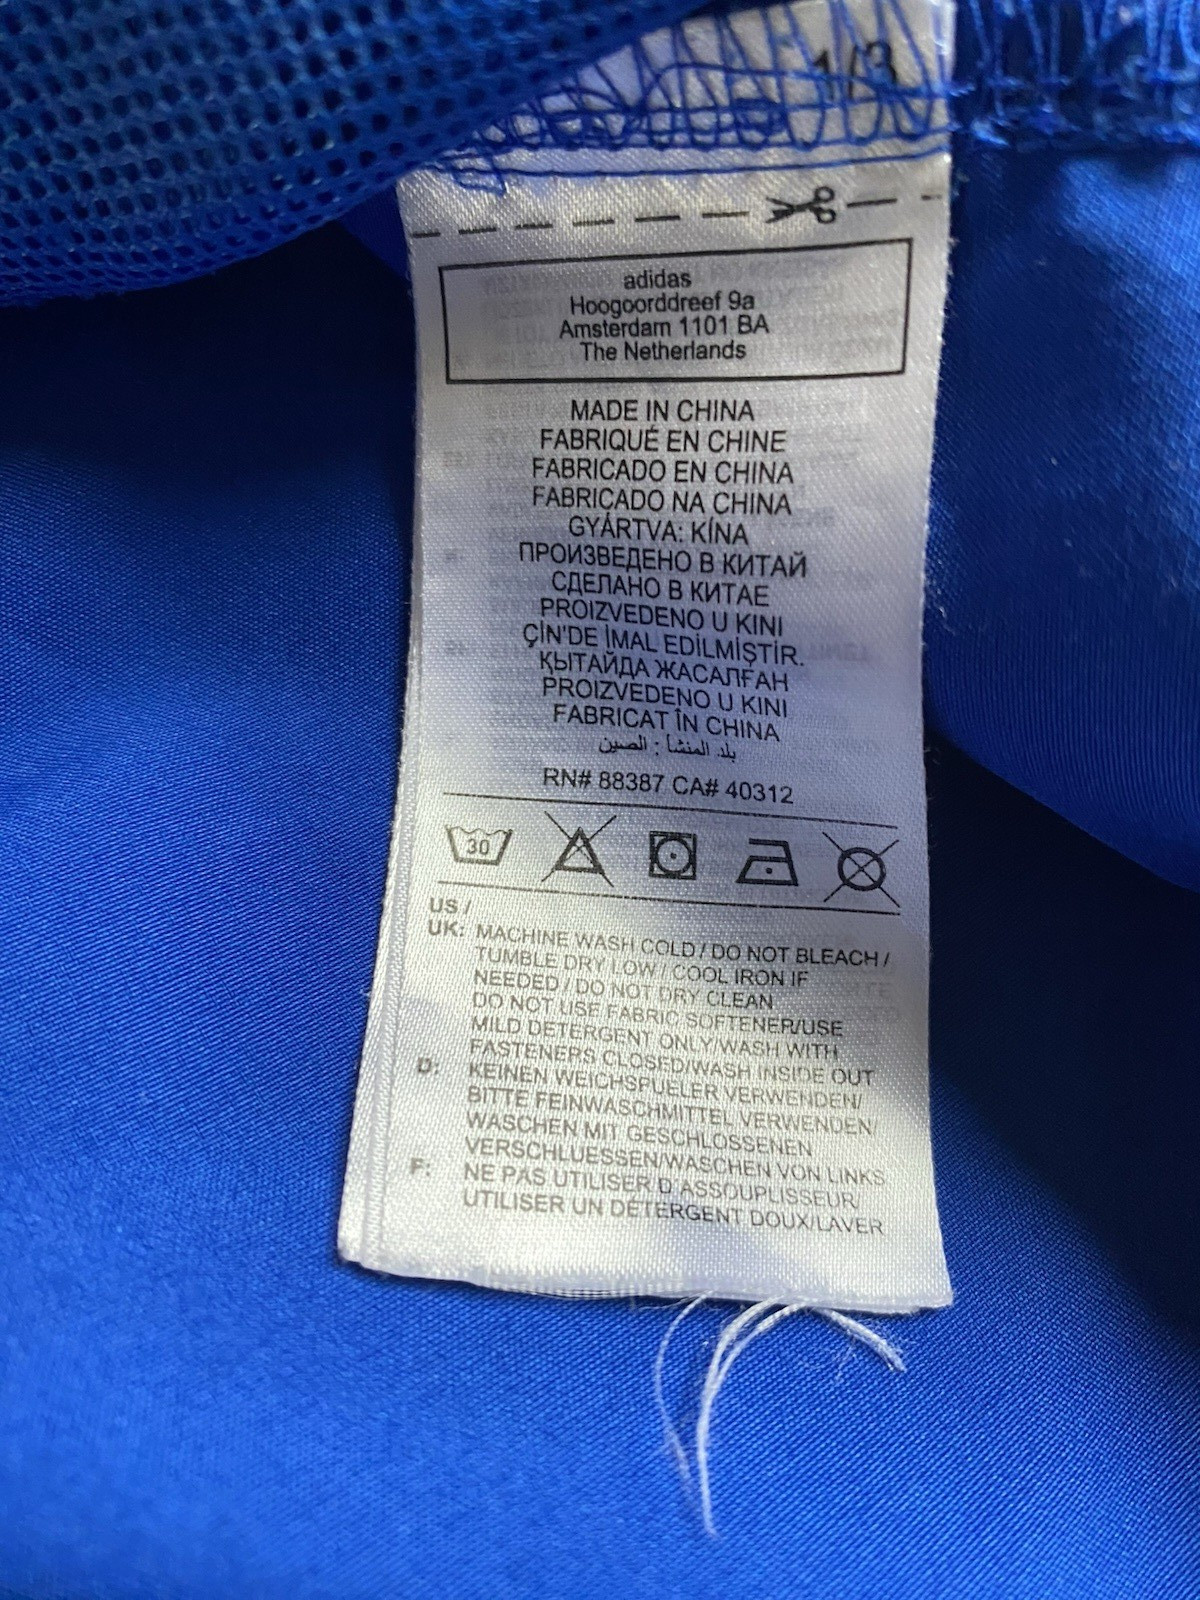 1/3
adidas
Hoogoorddreef 9a
Amsterdam 1101 BA
The Netherlands
MADE IN CHINA
FABRIQUÉ EN CHINE
FABRICADO EN CHINA
FABRICADO NA CHINA
GYÁRTVA: KÍNA
ПРОИЗВЕДЕНО В КИТАЙ
СДЕЛАНО В КИТАЕ
PROIZVEDENO U KINI
ÇİN'DE İMAL EDİLMİŞTİR.
ҚЫТАЙДА ЖАСАЛҒАН
PROIZVEDENO U KINI
FABRICAT ÎN CHINA
بلد المنشأ : الصين
RN# 88387 CA# 40312
30
US /
UK: MACHINE WASH COLD / DO NOT BLEACH /
TUMBLE DRY LOW / COOL IRON IF
NEEDED / DO NOT DRY CLEAN
DO NOT USE FABRIC SOFTENER/USE
MILD DETERGENT ONLY/WASH WITH
FASTENERS CLOSED/WASH INSIDE OUT
D: KEINEN WEICHSPUELER VERWENDEN/
BITTE FEINWASCHMITTEL VERWENDEN/
WASCHEN MIT GESCHLOSSENEN
VERSCHLUESSEN/WASCHEN VON LINKS
F: NE PAS UTILISER D ASSOUPLISSEUR/
UTILISER UN DÉTERGENT DOUX/LAVER